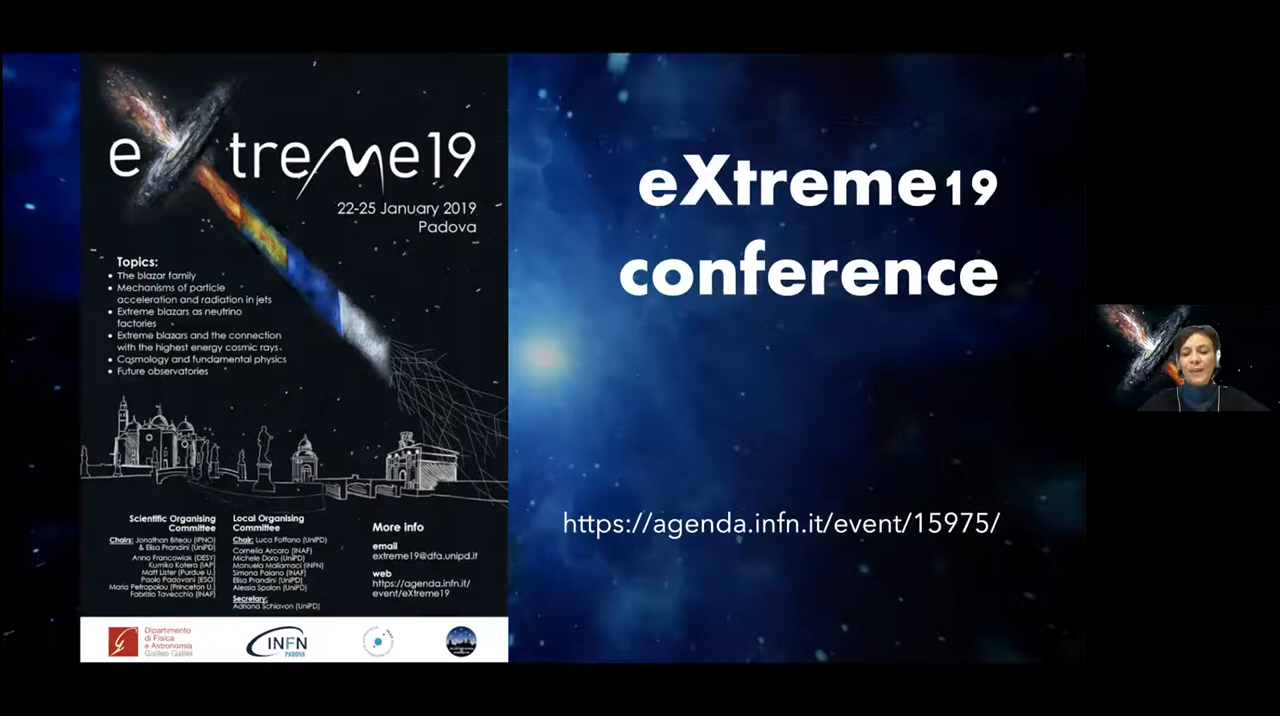 eXtreme19
22-25 January 2019
Padova
Topics:
• The blazar family
• Mechanisms of particle
acceleration and radiation in jets
• Extreme blazars as neutrino
factories
• Extreme blazars and the connection
with the highest energy cosmic rays
• Cosmology and fundamental physics
• Future observatories
Scientific Organising
Committee
Chairs: Jonathan Biteau (IPNO)
& Elisa Prandini (UniPD)
Anna Franckowiak (DESY)
Kumiko Kotera (IAP)
Matt Lister (Purdue U.)
Paolo Padovani (ESO)
Maria Petropoulou (Princeton U.)
Fabrizio Tavecchio (INAF)
Local Organising
Committee
Chair: Luca Foffano (UniPD)
Cornelia Arcaro (INAF)
Michele Doro (UniPD)
Manuela Mallamaci (INFN)
Simona Paiano (INAF)
Elisa Prandini (UniPD)
Alessia Spolon (UniPD)
Secretary:
Adriana Schiavon (UniPD)
More info
email
extreme19@dfa.unipd.it
web
https://agenda.infn.it/
event/eXtreme19
Dipartimento
di Fisica
e Astronomia
Galileo Galilei
INFN
PADOVA
eXtreme19
conference
https://agenda.infn.it/event/15975/